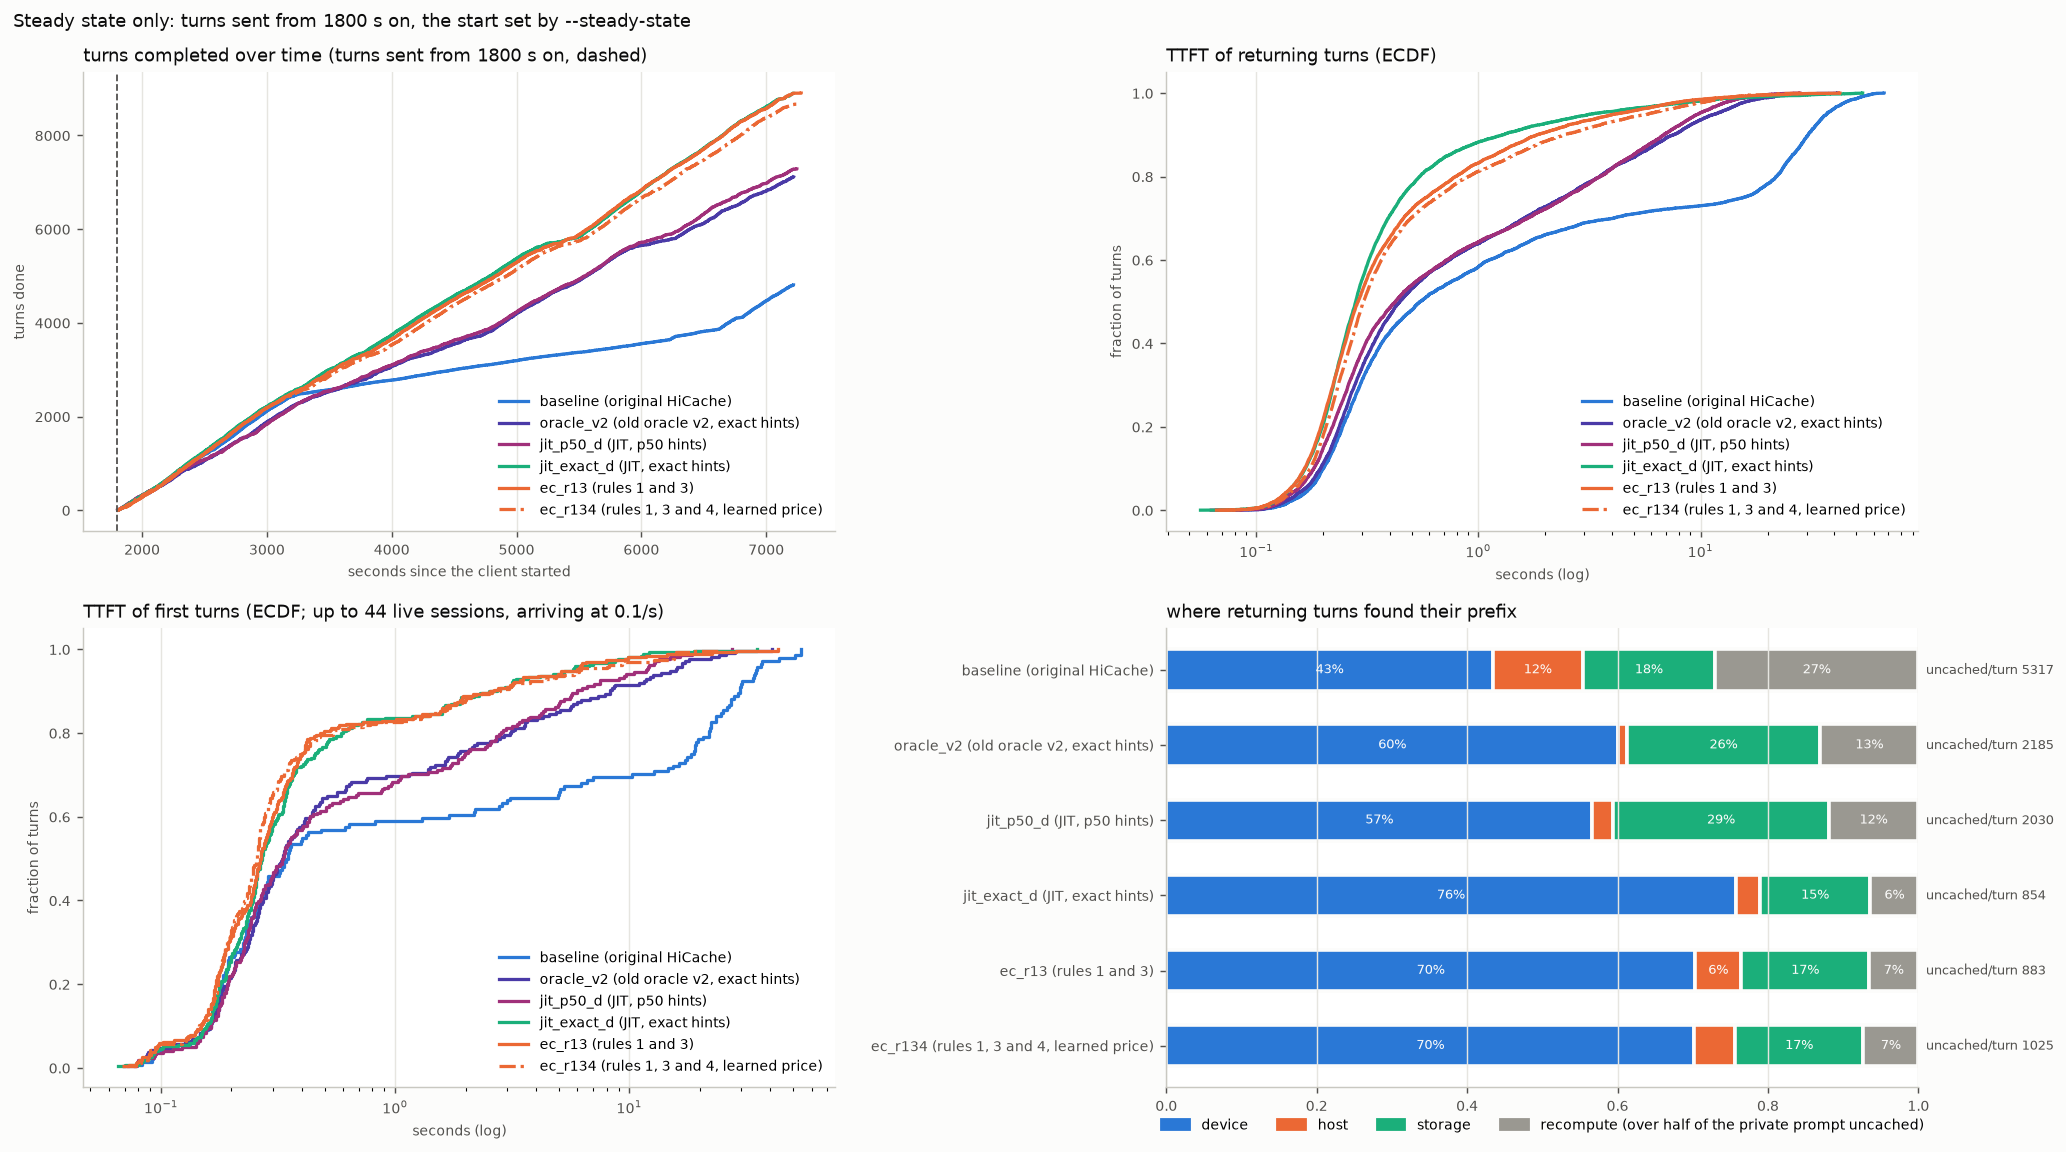 Steady state only: turns sent from 1800 s on, the start set by --steady-state
turns completed over time (turns sent from 1800 s on, dashed)
turns done
8000
6000
4000
2000
0
2000
3000
4000
5000
6000
7000
seconds since the client started
baseline (original HiCache)
oracle_v2 (old oracle v2, exact hints)
jit_p50_d (JIT, p50 hints)
jit_exact_d (JIT, exact hints)
ec_r13 (rules 1 and 3)
ec_r134 (rules 1, 3 and 4, learned price)
TTFT of returning turns (ECDF)
fraction of turns
1.0
0.8
0.6
0.4
0.2
0.0
10⁻¹
10⁰
10¹
seconds (log)
baseline (original HiCache)
oracle_v2 (old oracle v2, exact hints)
jit_p50_d (JIT, p50 hints)
jit_exact_d (JIT, exact hints)
ec_r13 (rules 1 and 3)
ec_r134 (rules 1, 3 and 4, learned price)
TTFT of first turns (ECDF; up to 44 live sessions, arriving at 0.1/s)
fraction of turns
1.0
0.8
0.6
0.4
0.2
0.0
10⁻¹
10⁰
10¹
seconds (log)
baseline (original HiCache)
oracle_v2 (old oracle v2, exact hints)
jit_p50_d (JIT, p50 hints)
jit_exact_d (JIT, exact hints)
ec_r13 (rules 1 and 3)
ec_r134 (rules 1, 3 and 4, learned price)
where returning turns found their prefix
baseline (original HiCache) 43% 12% 18% 27% uncached/turn 5317
oracle_v2 (old oracle v2, exact hints) 60% 26% 13% uncached/turn 2185
jit_p50_d (JIT, p50 hints) 57% 29% 12% uncached/turn 2030
jit_exact_d (JIT, exact hints) 76% 15% 6% uncached/turn 854
ec_r13 (rules 1 and 3) 70% 6% 17% 7% uncached/turn 883
ec_r134 (rules 1, 3 and 4, learned price) 70% 17% 7% uncached/turn 1025
0.0 0.2 0.4 0.6 0.8 1.0
device host storage recompute (over half of the private prompt uncached)